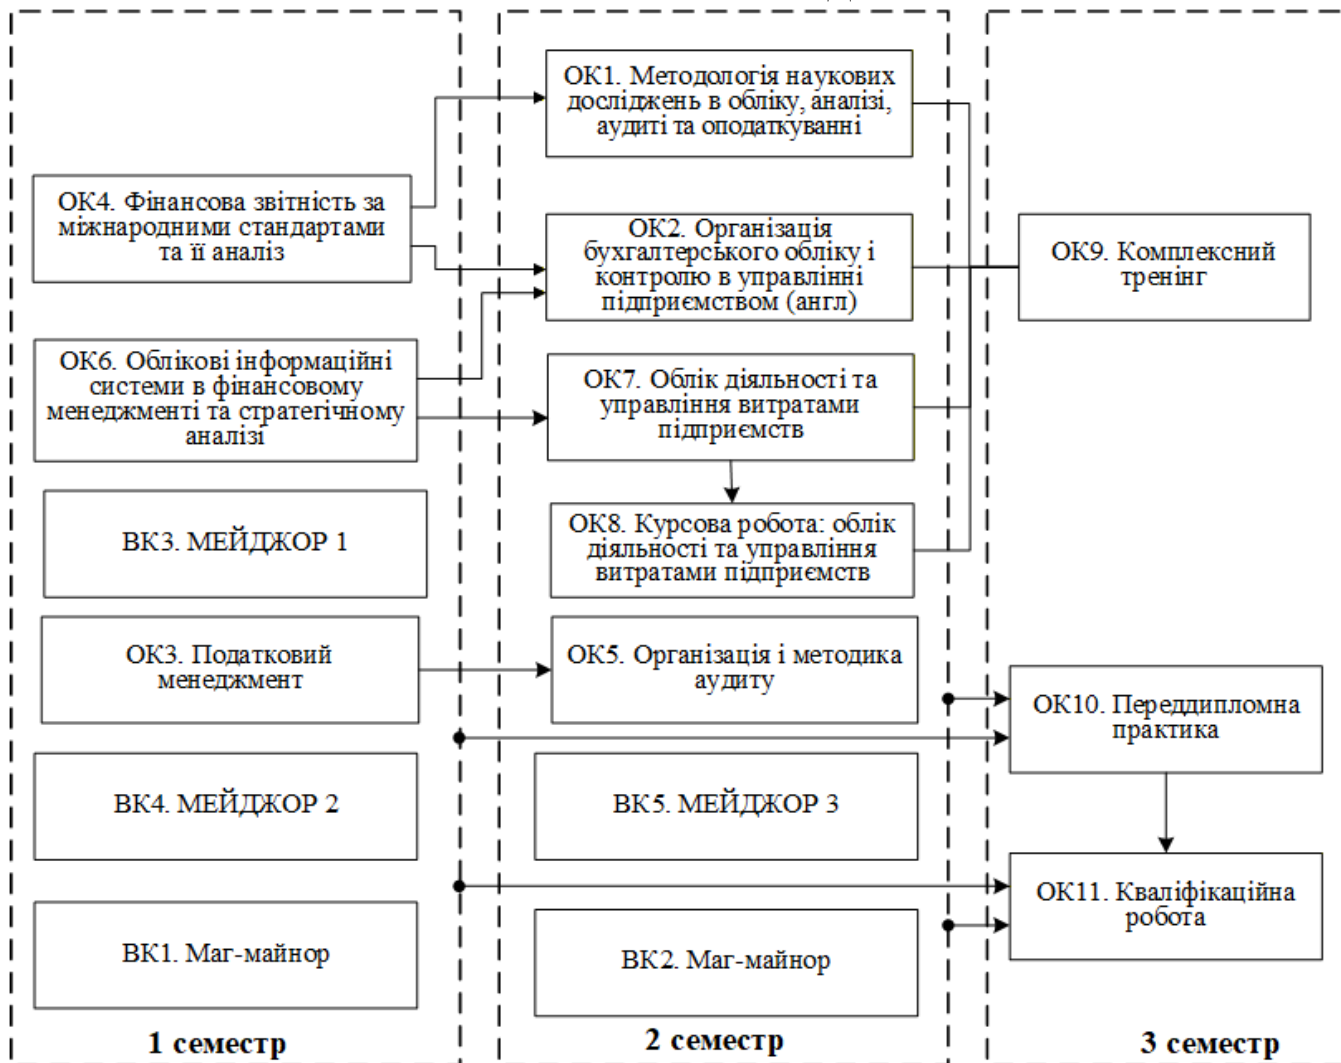 ОК4. Фінансова звітність за
міжнародними стандартами
та її аналіз
ОК6. Облікові інформаційні
системи в фінансовому
менеджменті та стратегічному
аналізі
ВК3. МЕЙДЖОР 1
ОК3. Податковий
менеджмент
ВК4. МЕЙДЖОР 2
ВК1. Маг-майнор
1 семестр
ОК1. Методологія наукових
досліджень в обліку, аналізі,
аудиті та оподаткуванні
ОК2. Організація
бухгалтерського обліку і
контролю в управлінні
підприємством (англ)
ОК7. Облік діяльності та
управління витратами
підприємств
ОК8. Курсова робота: облік
діяльності та управління
витратами підприємств
ОК5. Організація і методика
аудиту
ВК5. МЕЙДЖОР 3
ВК2. Маг-майнор
2 семестр
ОК9. Комплексний
тренінг
ОК10. Переддипломна
практика
ОК11. Кваліфікаційна
робота
3 семестр